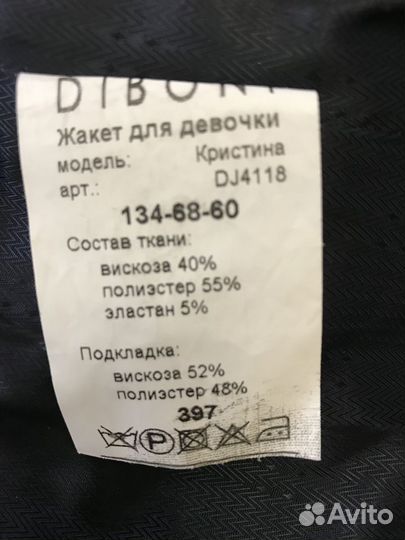 DIBONI
Жакет для девочки
модель: Кристина
арт.: DJ4118
134-68-60
Состав ткани:
вискоза 40%
полиэстер 55%
эластан 5%
Подкладка:
вискоза 52%
полиэстер 48%
397
P
Avito